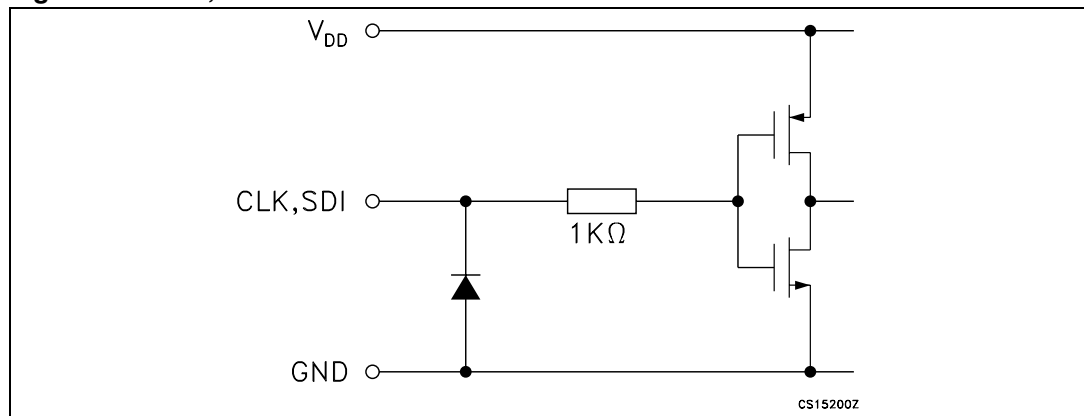 V_DD
CLK,SDI
1KΩ
GND
CS15200Z